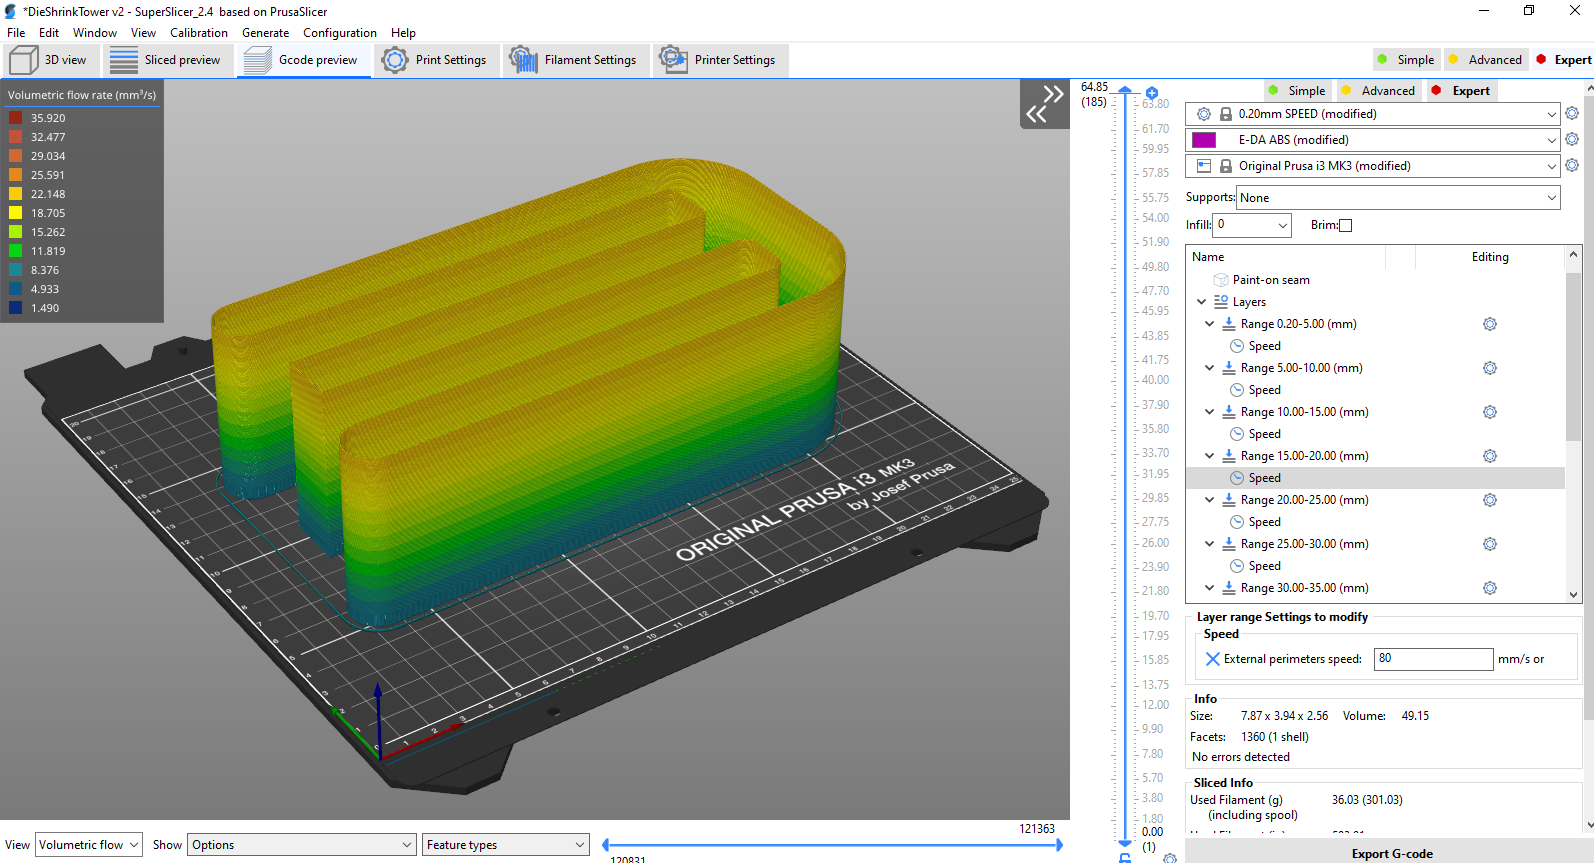 *DieShrinkTower v2 - SuperSlicer_2.4 based on PrusaSlicer
File Edit Window View Calibration Generate Configuration Help
3D view Sliced preview Gcode preview Print Settings Filament Settings Printer Settings Simple Advanced Expert
Volumetric flow rate (mm³/s)
35.920
32.477
29.034
25.591
22.148
18.705
15.262
11.819
8.376
4.933
1.490
ORIGINAL PRUSA i3 MK3
by Josef Prusa
64.85
(185)
63.80
61.70
59.95
57.85
55.75
54.00
51.90
49.80
47.70
45.95
43.85
41.75
40.00
37.90
35.80
33.70
31.95
29.85
27.75
26.00
23.90
21.80
19.70
17.95
15.85
13.75
12.00
9.90
7.80
5.70
3.80
1.80
0.00
(1)
Simple Advanced Expert
0.20mm SPEED (modified)
E-DA ABS (modified)
Original Prusa i3 MK3 (modified)
Supports: None
Infill: 0 Brim:
Name Editing
Paint-on seam
Layers
Range 0.20-5.00 (mm)
Speed
Range 5.00-10.00 (mm)
Speed
Range 10.00-15.00 (mm)
Speed
Range 15.00-20.00 (mm)
Speed
Range 20.00-25.00 (mm)
Speed
Range 25.00-30.00 (mm)
Speed
Range 30.00-35.00 (mm)
Layer range Settings to modify
Speed
External perimeters speed: 80 mm/s or
Info
Size: 7.87 x 3.94 x 2.56 Volume: 49.15
Facets: 1360 (1 shell)
No errors detected
Sliced Info
Used Filament (g) 36.03 (301.03)
(including spool)
Export G-code
View Volumetric flow Show Options Feature types
121363
120831